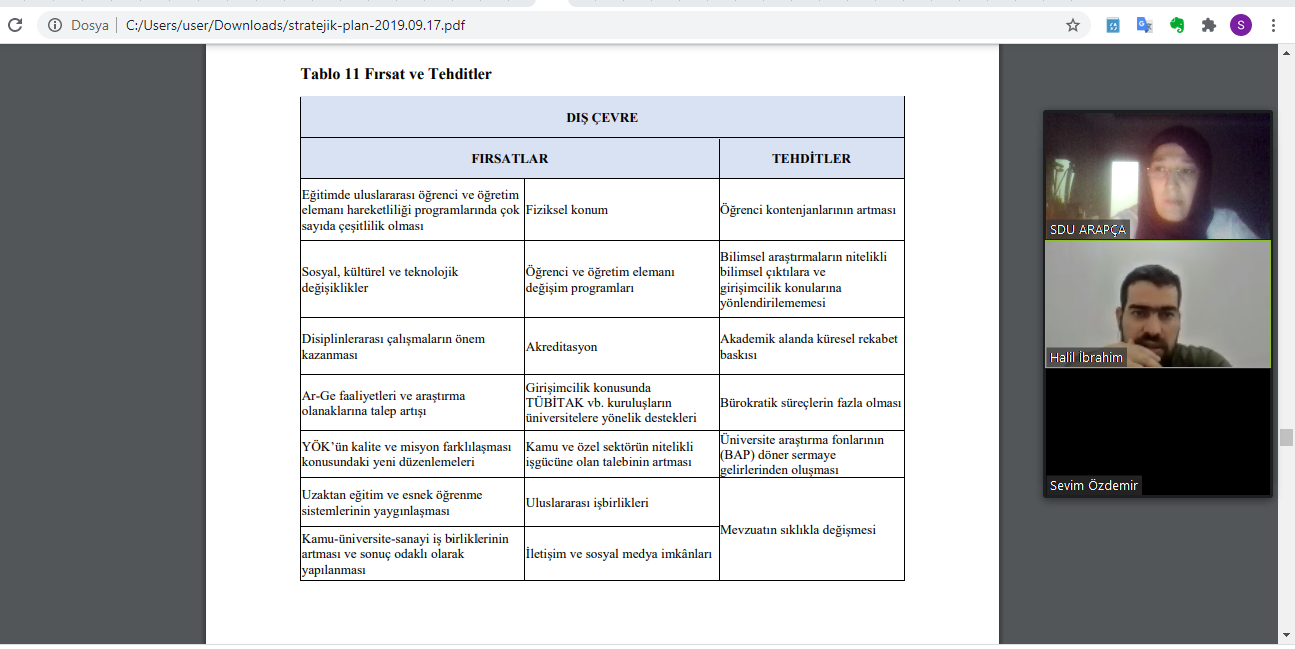 Dosya
C:/Users/user/Downloads/stratejik-plan-2019.09.17.pdf
S
Tablo 11 Fırsat ve Tehditler
DIŞ ÇEVRE
FIRSATLAR
TEHDİTLER
Eğitimde uluslararası öğrenci ve öğretim
elemanı hareketliliği programlarında çok
sayıda çeşitlilik olması
Fiziksel konum
Öğrenci kontenjanlarının artması
Sosyal, kültürel ve teknolojik
değişiklikler
Öğrenci ve öğretim elemanı
değişim programları
Bilimsel araştırmaların nitelikli
bilimsel çıktılara ve
girişimcilik konularına
yönlendirilememesi
Disiplinlerarası çalışmaların önem
kazanması
Akreditasyon
Akademik alanda küresel rekabet
baskısı
Ar-Ge faaliyetleri ve araştırma
olanaklarına talep artışı
Girişimcilik konusunda
TÜBİTAK vb. kuruluşların
üniversitelere yönelik destekleri
Bürokratik süreçlerin fazla olması
YÖK’ün kalite ve misyon farklılaşması
konusundaki yeni düzenlemeleri
Kamu ve özel sektörün nitelikli
işgücüne olan talebinin artması
Üniversite araştırma fonlarının
(BAP) döner sermaye
gelirlerinden oluşması
Uzaktan eğitim ve esnek öğrenme
sistemlerinin yaygınlaşması
Uluslararası işbirlikleri
Mevzuatın sıklıkla değişmesi
Kamu-üniversite-sanayi iş birliklerinin
artması ve sonuç odaklı olarak
yapılanması
İletişim ve sosyal medya imkânları
SDU ARAPÇA
Halil İbrahim
Sevim Özdemir